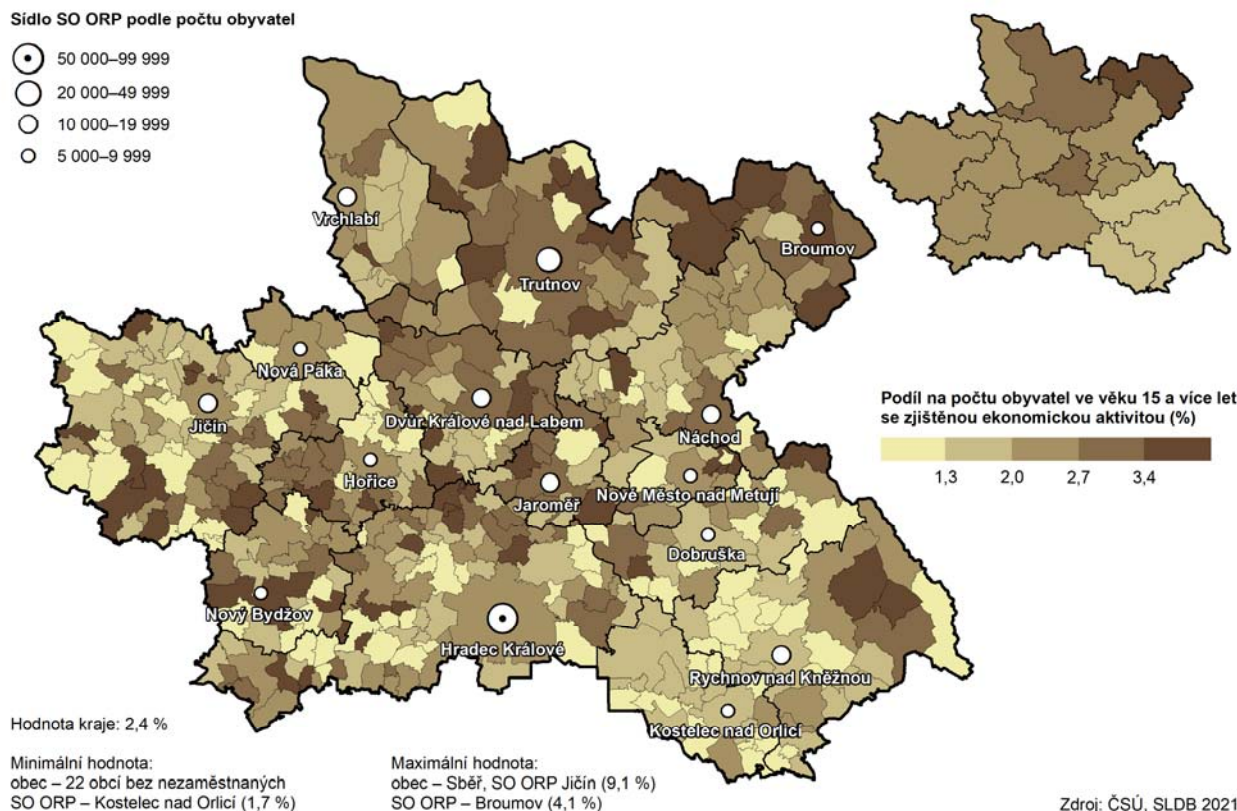 Sídlo SO ORP podle počtu obyvatel
50 000–99 999
20 000–49 999
10 000–19 999
5 000–9 999
Vrchlabí
Trutnov
Broumov
Nová Paka
Jičín
Dvůr Králové nad Labem
Náchod
Hořice
Jaroměř
Nové Město nad Metují
Dobruška
Nový Bydžov
Hradec Králové
Rychnov nad Kněžnou
Kostelec nad Orlicí
Podíl na počtu obyvatel ve věku 15 a více let
se zjištěnou ekonomickou aktivitou (%)
1,3 2,0 2,7 3,4
Hodnota kraje: 2,4 %
Minimální hodnota:
obec – 22 obcí bez nezaměstnaných
SO ORP – Kostelec nad Orlicí (1,7 %)
Maximální hodnota:
obec – Sběř, SO ORP Jičín (9,1 %)
SO ORP – Broumov (4,1 %)
Zdroj: ČSÚ, SLDB 2021